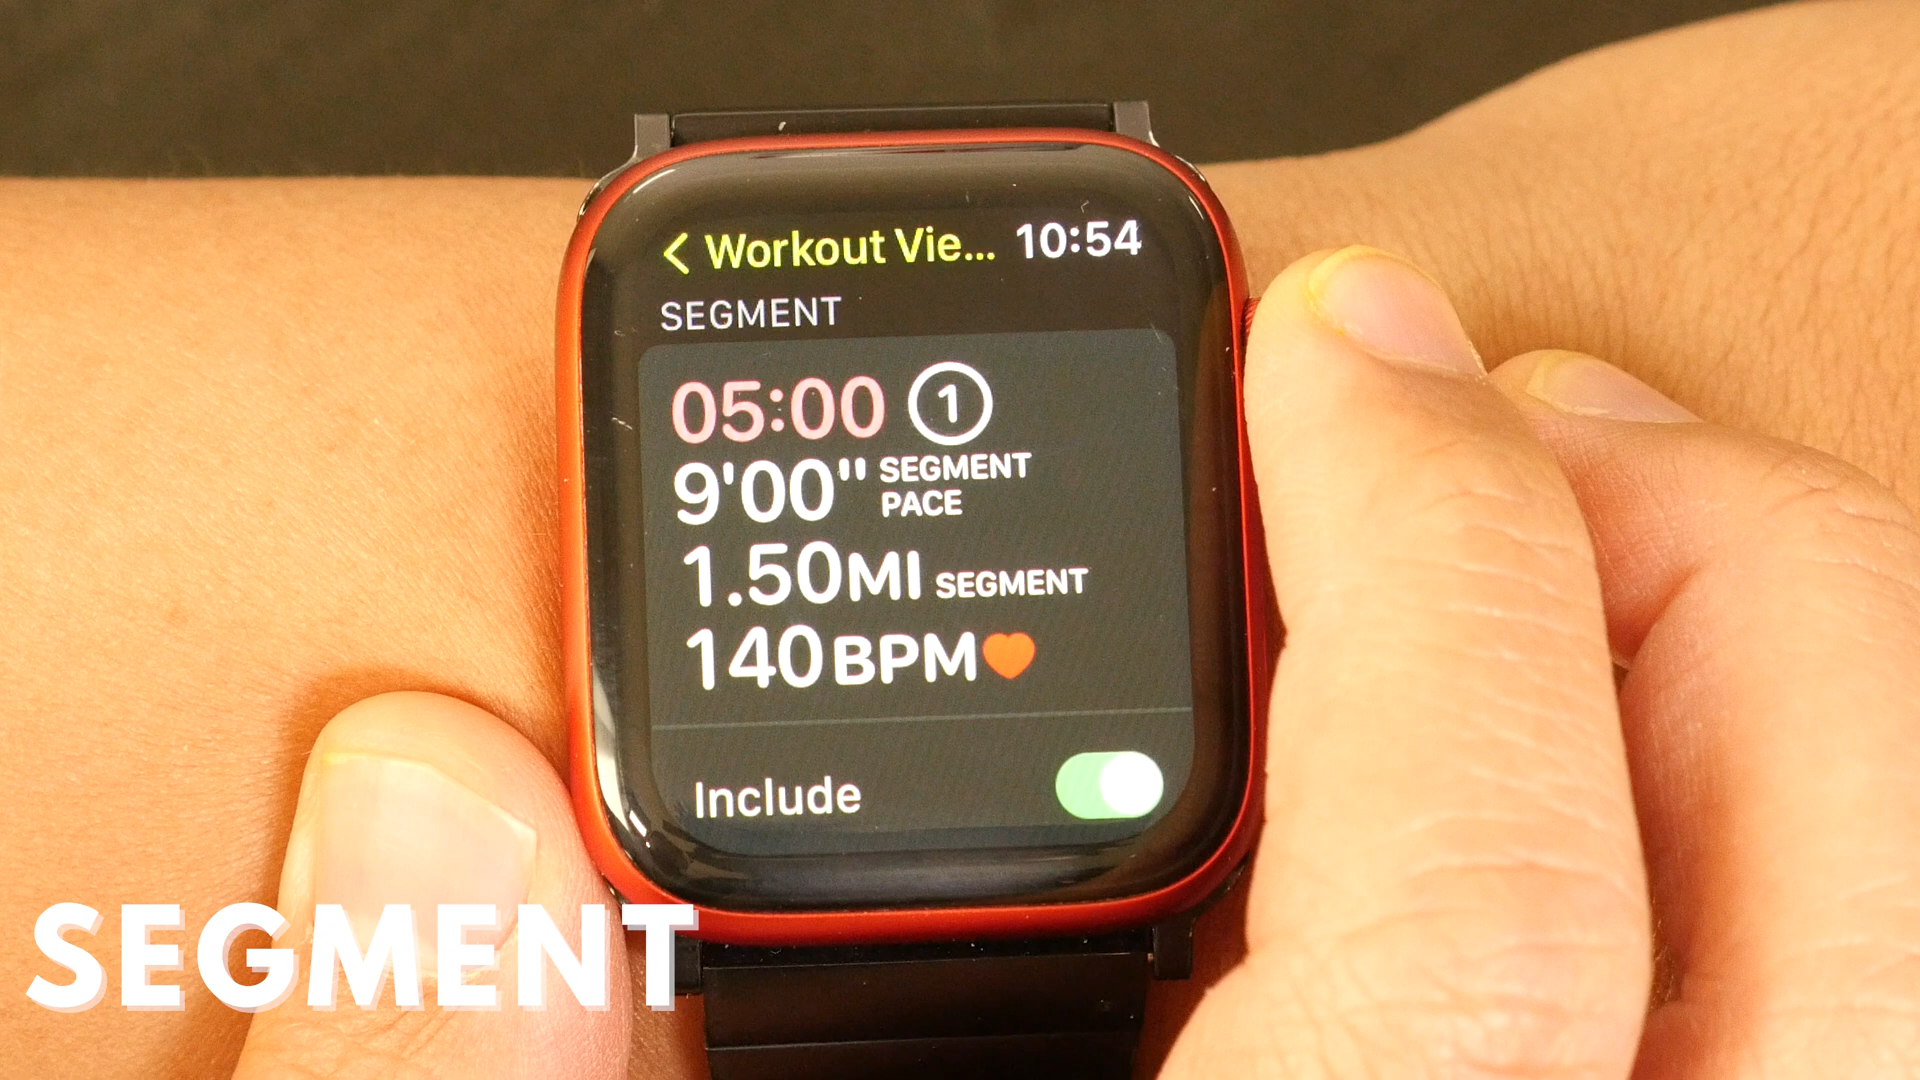 < Workout Vie... 10:54
SEGMENT
05:00 1
9'00" SEGMENT PACE
1.50MI SEGMENT
140BPM
Include
SEGMENT